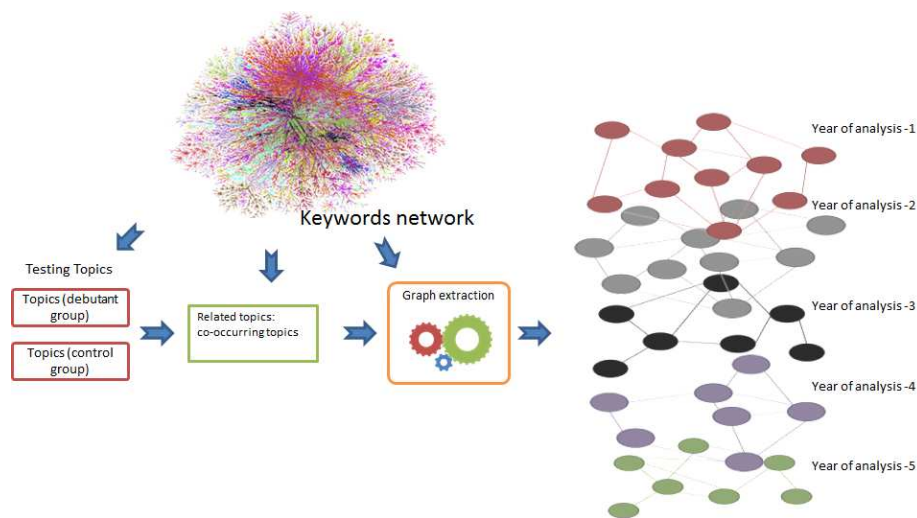 Keywords network
Testing Topics
Topics (debutant
group)
Topics (control
group)
Related topics:
co-occurring topics
Graph extraction
Year of analysis -1
Year of analysis -2
Year of analysis -3
Year of analysis -4
Year of analysis -5